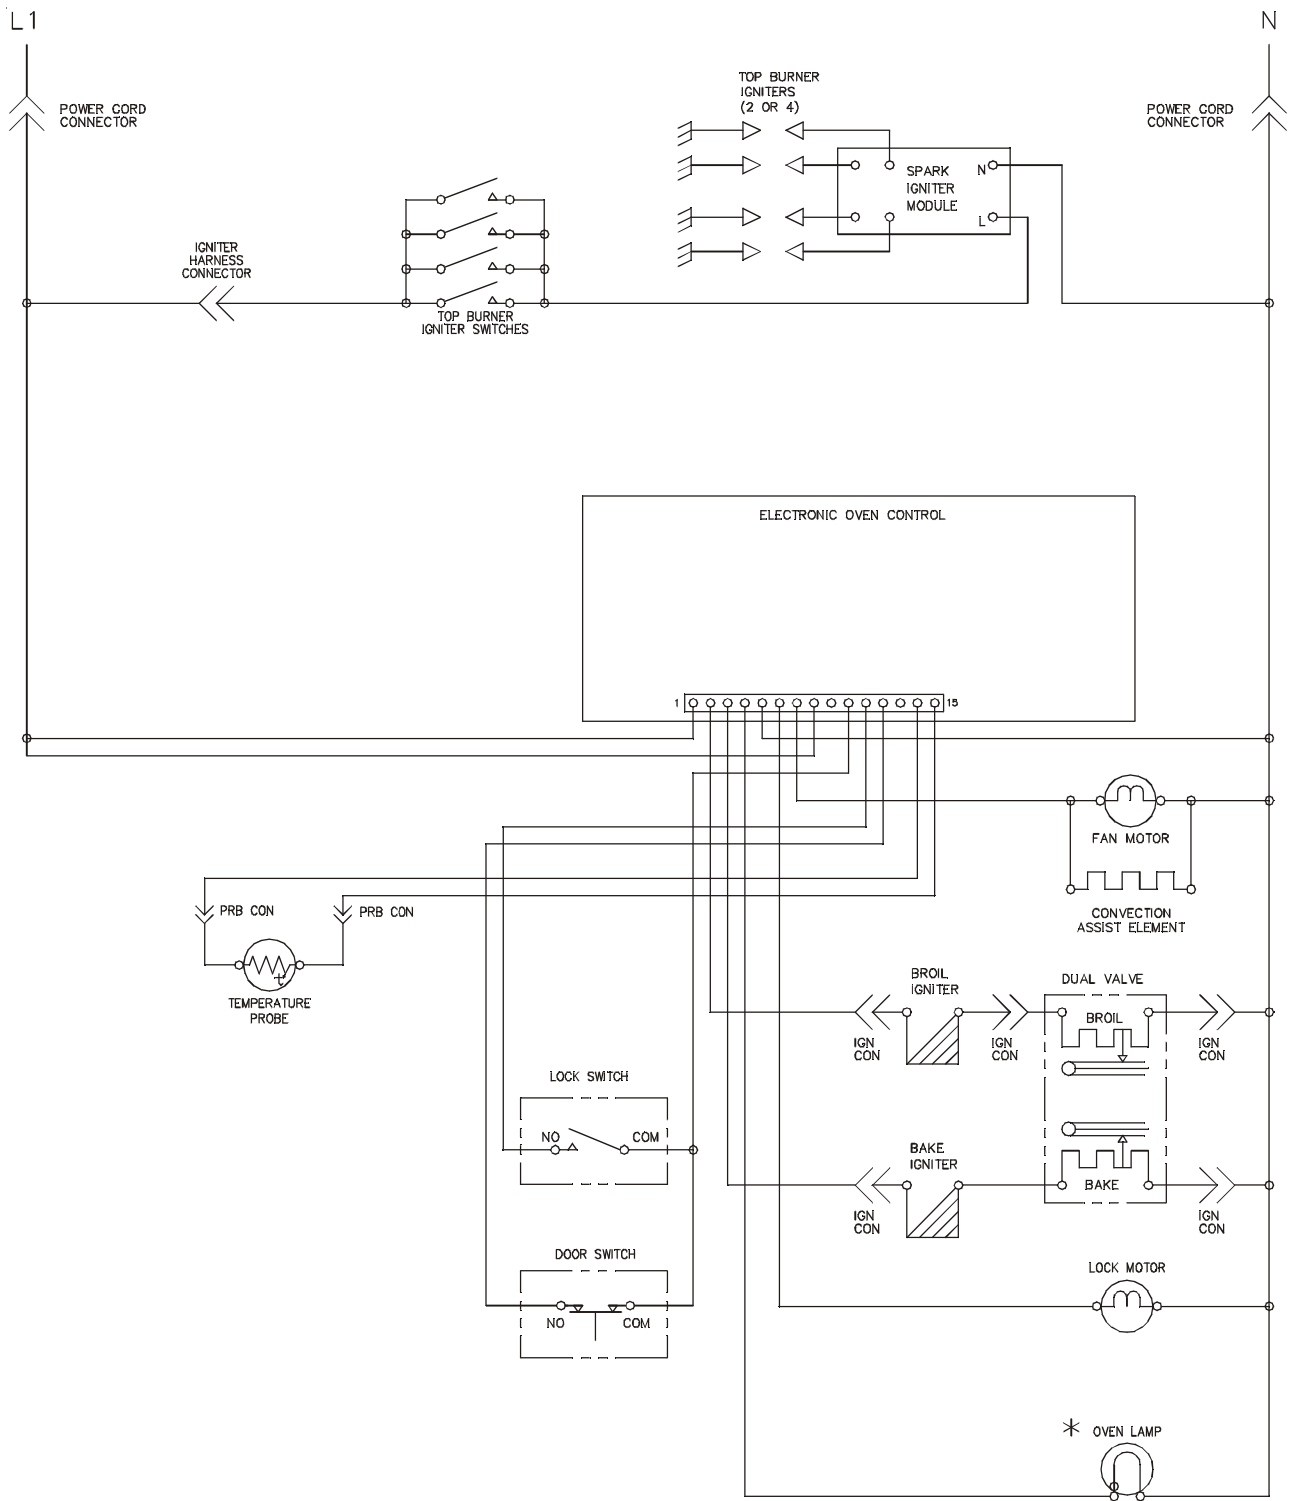 L1
N
POWER CORD
CONNECTOR
TOP BURNER
IGNITERS
(2 OR 4)
POWER CORD
CONNECTOR
SPARK
IGNITER
MODULE
N
L
IGNITER
HARNESS
CONNECTOR
TOP BURNER
IGNITER SWITCHES
ELECTRONIC OVEN CONTROL
1
15
FAN MOTOR
CONVECTION
ASSIST ELEMENT
PRB CON
PRB CON
TEMPERATURE
PROBE
BROIL
IGNITER
DUAL VALVE
BROIL
IGN
CON
IGN
CON
IGN
CON
LOCK SWITCH
NO
COM
BAKE
IGNITER
BAKE
IGN
CON
IGN
CON
DOOR SWITCH
NO
COM
LOCK MOTOR
* OVEN LAMP